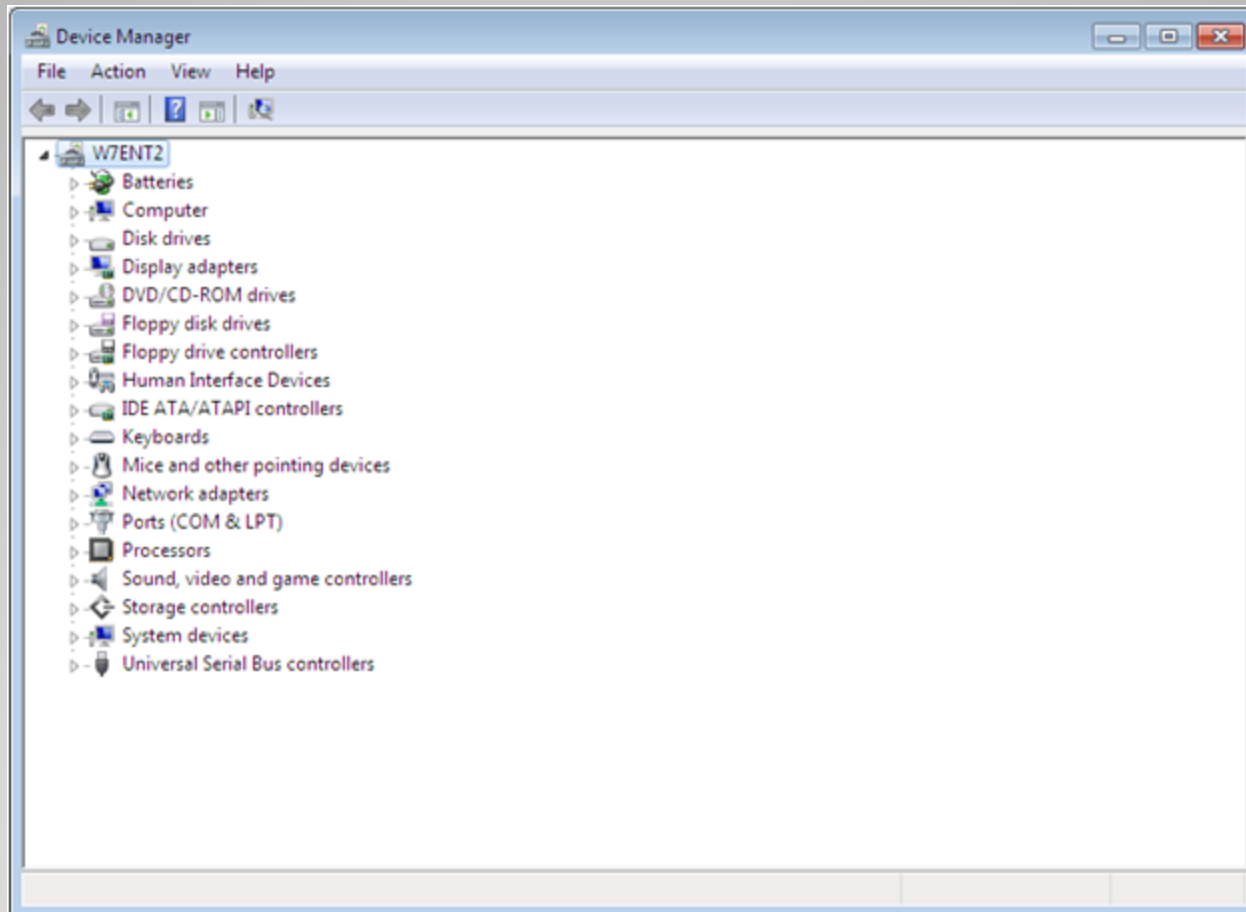 Device Manager
File Action View Help
W7ENT2
Batteries
Computer
Disk drives
Display adapters
DVD/CD-ROM drives
Floppy disk drives
Floppy drive controllers
Human Interface Devices
IDE ATA/ATAPI controllers
Keyboards
Mice and other pointing devices
Network adapters
Ports (COM & LPT)
Processors
Sound, video and game controllers
Storage controllers
System devices
Universal Serial Bus controllers